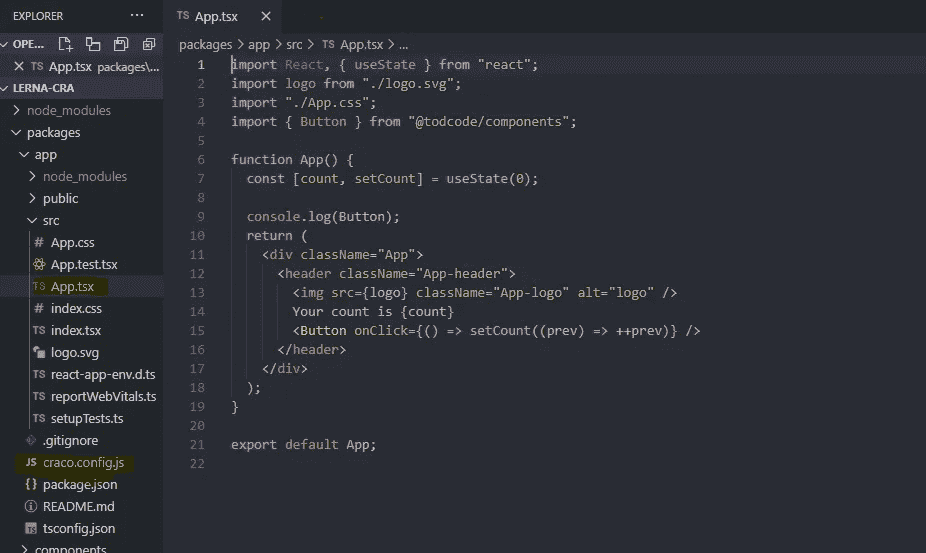 EXPLORER ...
OPE...
TS App.tsx packages\...
LERNA-CRA
node_modules
packages
app
node_modules
public
src
# App.css
App.test.tsx
TS App.tsx
# index.css
TS index.tsx
logo.svg
TS react-app-env.d.ts
TS reportWebVitals.ts
TS setupTests.ts
.gitignore
JS craco.config.js
{} package.json
README.md
tsconfig.json
components
TS App.tsx
packages > app > src > TS App.tsx > ...
1 import React, { useState } from "react";
2 import logo from "./logo.svg";
3 import "./App.css";
4 import { Button } from "@todcode/components";
5
6 function App() {
7 const [count, setCount] = useState(0);
8
9 console.log(Button);
10 return (
11 <div className="App">
12 <header className="App-header">
13 <img src={logo} className="App-logo" alt="logo" />
14 Your count is {count}
15 <Button onClick={() => setCount((prev) => ++prev)} />
16 </header>
17 </div>
18 );
19 }
20
21 export default App;
22